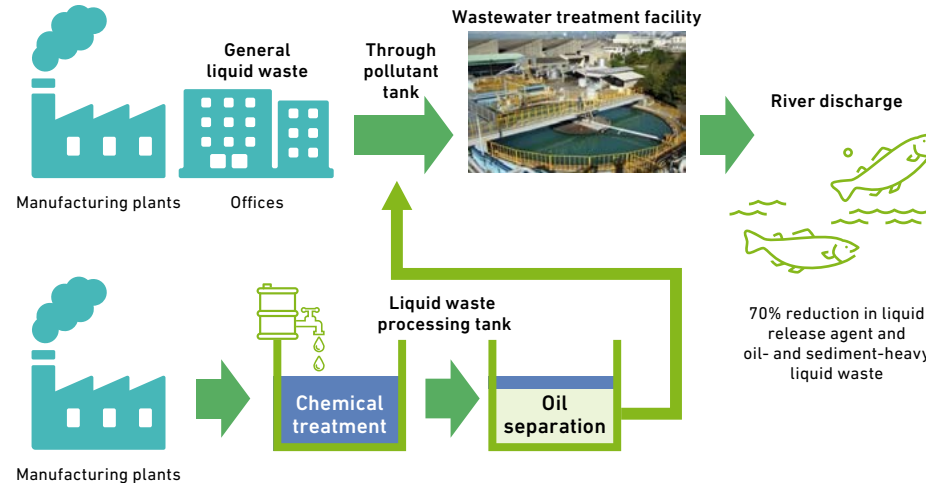 Wastewater treatment facility
General
liquid waste
Through
pollutant
tank
River discharge
Manufacturing plants
Offices
Liquid waste
processing tank
70% reduction in liquid
release agent and
oil- and sediment-heavy
liquid waste
Chemical
treatment
Oil
separation
Manufacturing plants